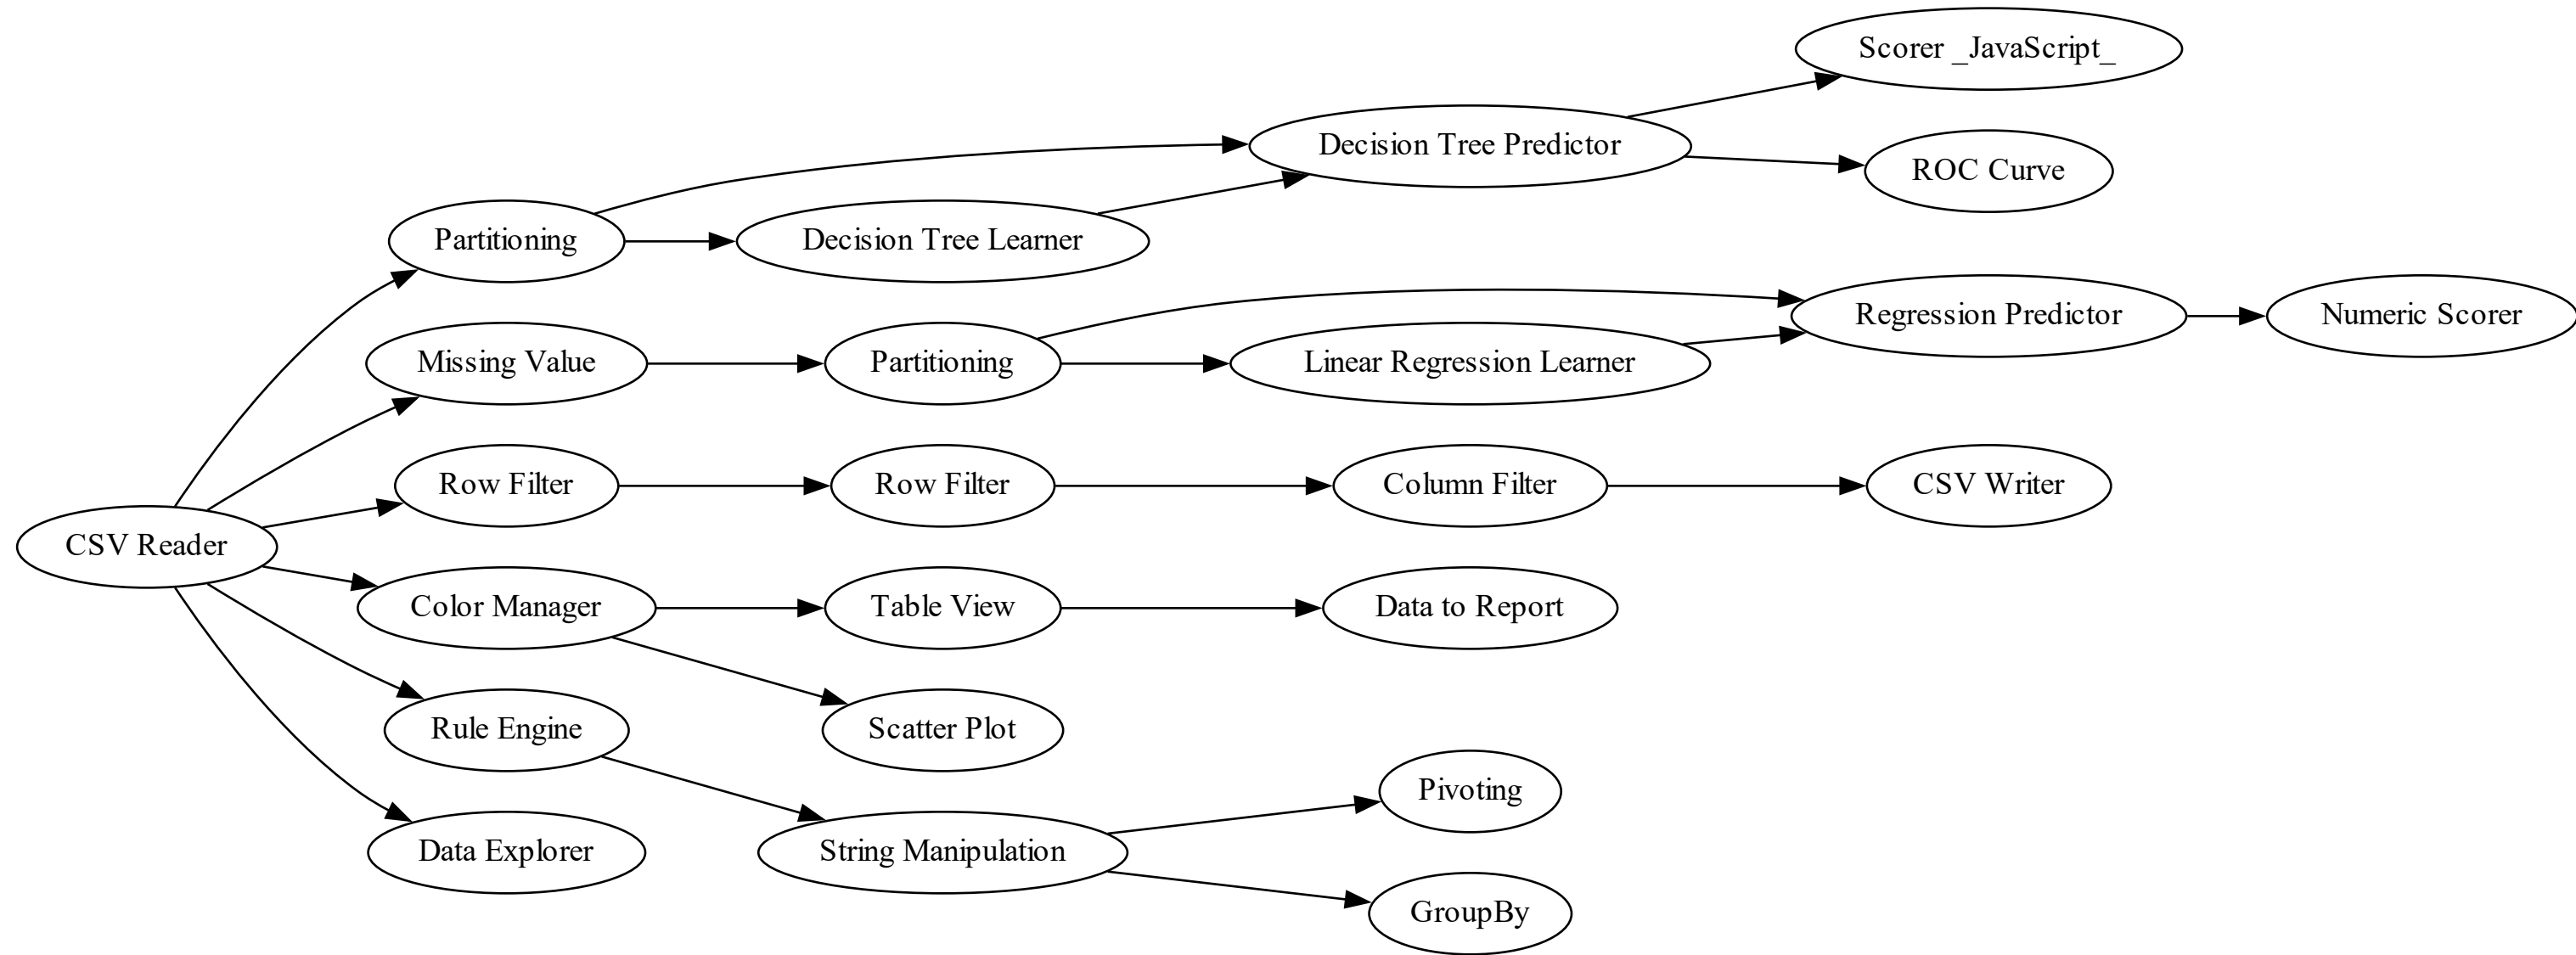 Scorer _JavaScript_
Decision Tree Predictor
ROC Curve
Partitioning
Decision Tree Learner
Regression Predictor
Numeric Scorer
Missing Value
Partitioning
Linear Regression Learner
Row Filter
Row Filter
Column Filter
CSV Writer
CSV Reader
Color Manager
Table View
Data to Report
Rule Engine
Scatter Plot
Pivoting
Data Explorer
String Manipulation
GroupBy